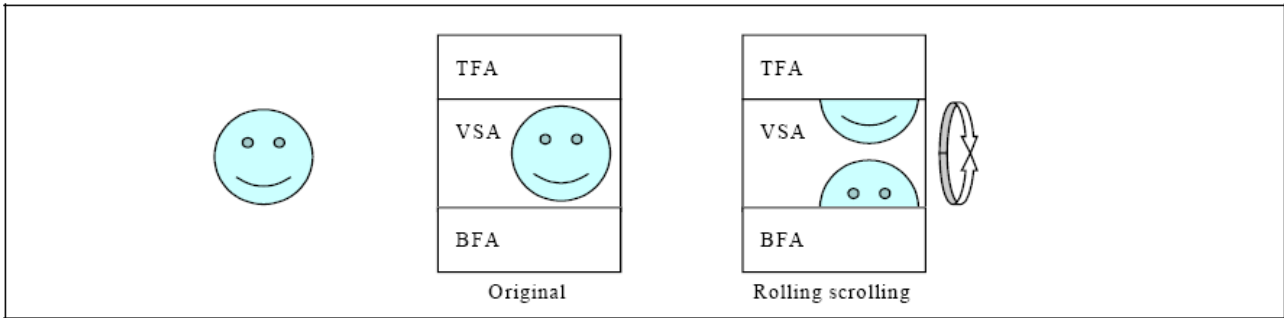 TFA
VSA
BFA
Original
TFA
VSA
BFA
Rolling scrolling